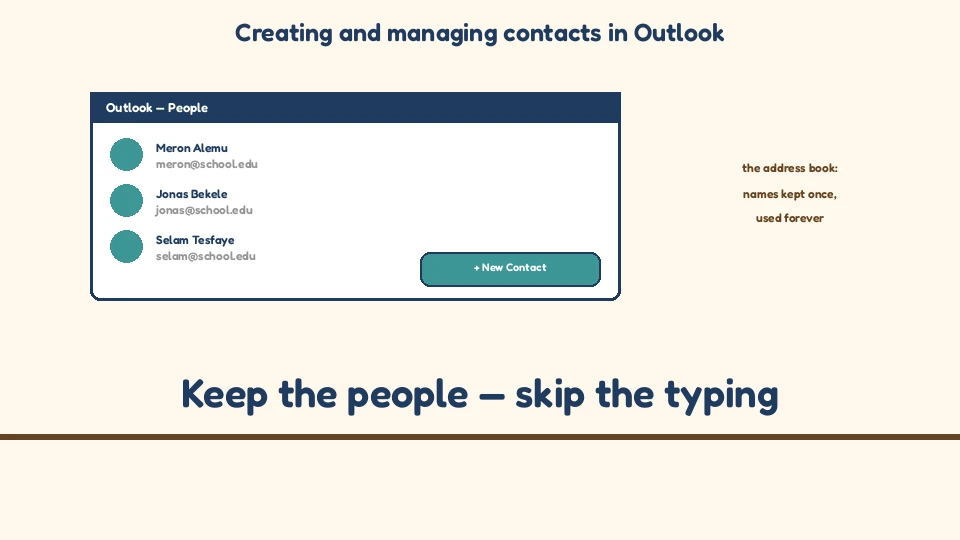 Creating and managing contacts in Outlook
Outlook — People
Meron Alemu
meron@school.edu
Jonas Bekele
jonas@school.edu
Selam Tesfaye
selam@school.edu
+ New Contact
the address book:
names kept once,
used forever
Keep the people — skip the typing